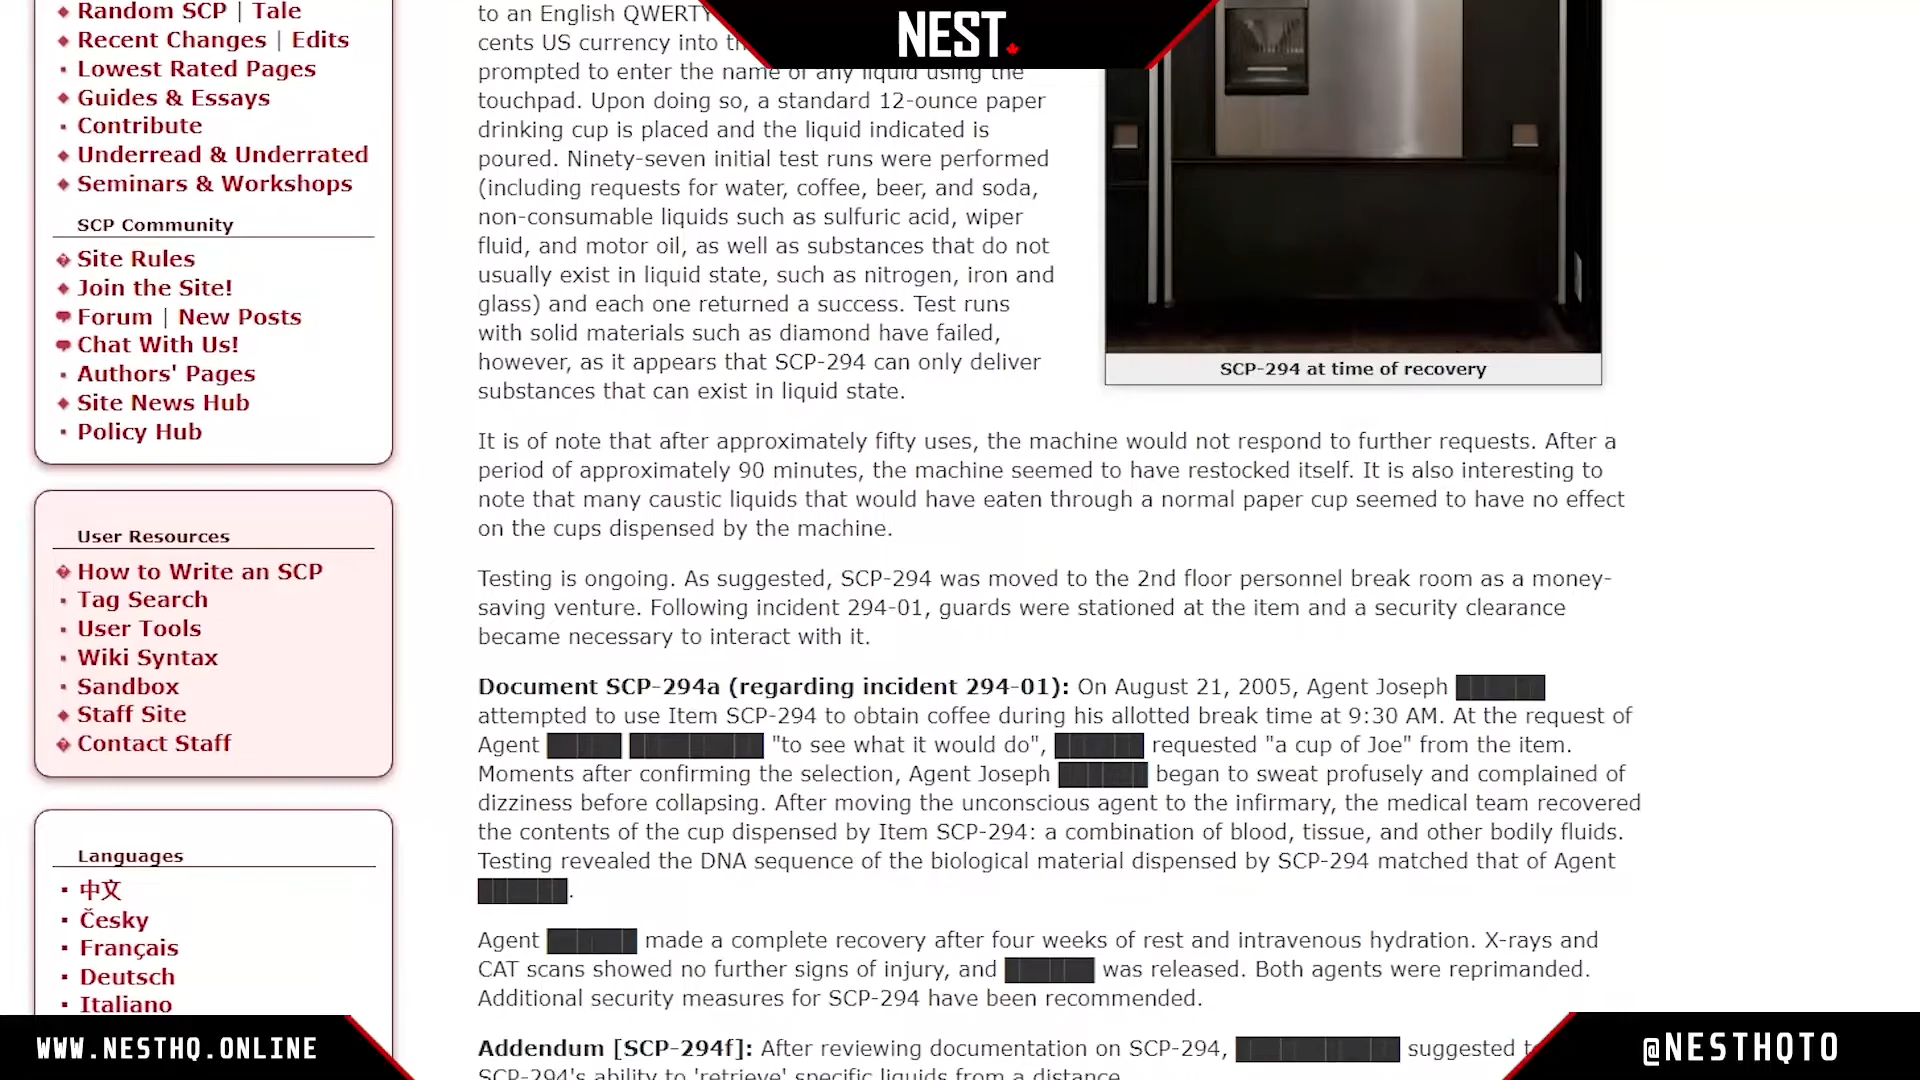 NEST.
Random SCP | Tale
Recent Changes | Edits
Lowest Rated Pages
Guides & Essays
Contribute
Underread & Underrated
Seminars & Workshops
SCP Community
Site Rules
Join the Site!
Forum | New Posts
Chat With Us!
Authors' Pages
Site News Hub
Policy Hub
User Resources
How to Write an SCP
Tag Search
User Tools
Wiki Syntax
Sandbox
Staff Site
Contact Staff
Languages
中文
Česky
Français
Deutsch
Italiano
to an English QWERTY
cents US currency into
prompted to enter the name of any liquid using the
touchpad. Upon doing so, a standard 12-ounce paper
drinking cup is placed and the liquid indicated is
poured. Ninety-seven initial test runs were performed
(including requests for water, coffee, beer, and soda,
non-consumable liquids such as sulfuric acid, wiper
fluid, and motor oil, as well as substances that do not
usually exist in liquid state, such as nitrogen, iron and
glass) and each one returned a success. Test runs
with solid materials such as diamond have failed,
however, as it appears that SCP-294 can only deliver
substances that can exist in liquid state.
SCP-294 at time of recovery
It is of note that after approximately fifty uses, the machine would not respond to further requests. After a
period of approximately 90 minutes, the machine seemed to have restocked itself. It is also interesting to
note that many caustic liquids that would have eaten through a normal paper cup seemed to have no effect
on the cups dispensed by the machine.
Testing is ongoing. As suggested, SCP-294 was moved to the 2nd floor personnel break room as a money-
saving venture. Following incident 294-01, guards were stationed at the item and a security clearance
became necessary to interact with it.
Document SCP-294a (regarding incident 294-01): On August 21, 2005, Agent Joseph
attempted to use Item SCP-294 to obtain coffee during his allotted break time at 9:30 AM. At the request of
Agent "to see what it would do", requested "a cup of Joe" from the item.
Moments after confirming the selection, Agent Joseph began to sweat profusely and complained of
dizziness before collapsing. After moving the unconscious agent to the infirmary, the medical team recovered
the contents of the cup dispensed by Item SCP-294: a combination of blood, tissue, and other bodily fluids.
Testing revealed the DNA sequence of the biological material dispensed by SCP-294 matched that of Agent
.
Agent made a complete recovery after four weeks of rest and intravenous hydration. X-rays and
CAT scans showed no further signs of injury, and was released. Both agents were reprimanded.
Additional security measures for SCP-294 have been recommended.
Addendum [SCP-294f]: After reviewing documentation on SCP-294, suggested
SCP-294's ability to 'retrieve' specific liquids from a distance.
WWW.NESTHQ.ONLINE
@NESTHQTO